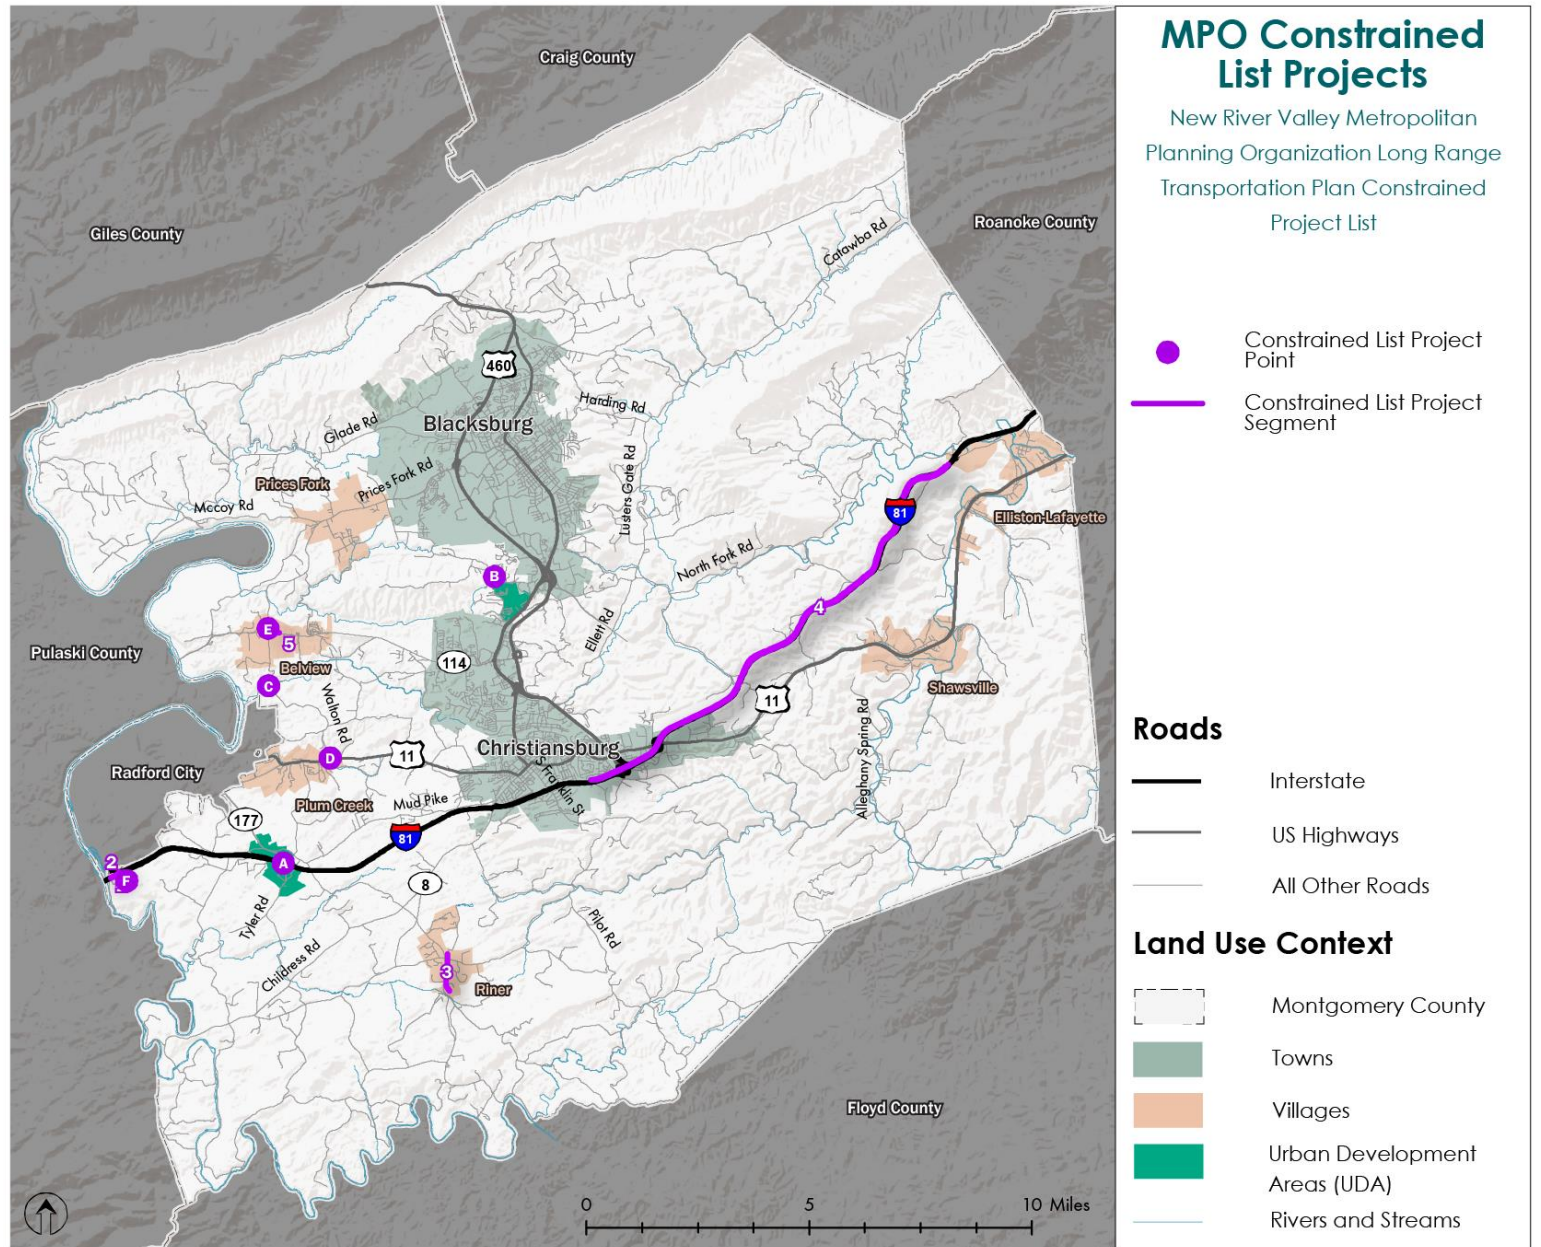 MPO Constrained
List Projects
New River Valley Metropolitan
Planning Organization Long Range
Transportation Plan Constrained
Project List
Constrained List Project
Point
Constrained List Project
Segment
Roads
Interstate
US Highways
All Other Roads
Land Use Context
Montgomery County
Towns
Villages
Urban Development
Areas (UDA)
Rivers and Streams
Craig County
Giles County
Roanoke County
Catawba Rd
460
Harding Rd
Blacksburg
Glade Rd
Prices Fork Rd
Prices Fork
Mccoy Rd
Lusters Gate Rd
81
Elliston-Lafayette
North Fork Rd
B
4
E
5
Ellett Rd
Pulaski County
Belview
114
C
Shawsville
Walton Rd
11
Alleghany Spring Rd
Christiansburg
D
11
S Franklin St
Radford City
Plum Creek
Mud Pike
177
81
2
A
F
8
Tyler Rd
Pilot Rd
Childress Rd
3
Riner
Floyd County
0 5 10 Miles